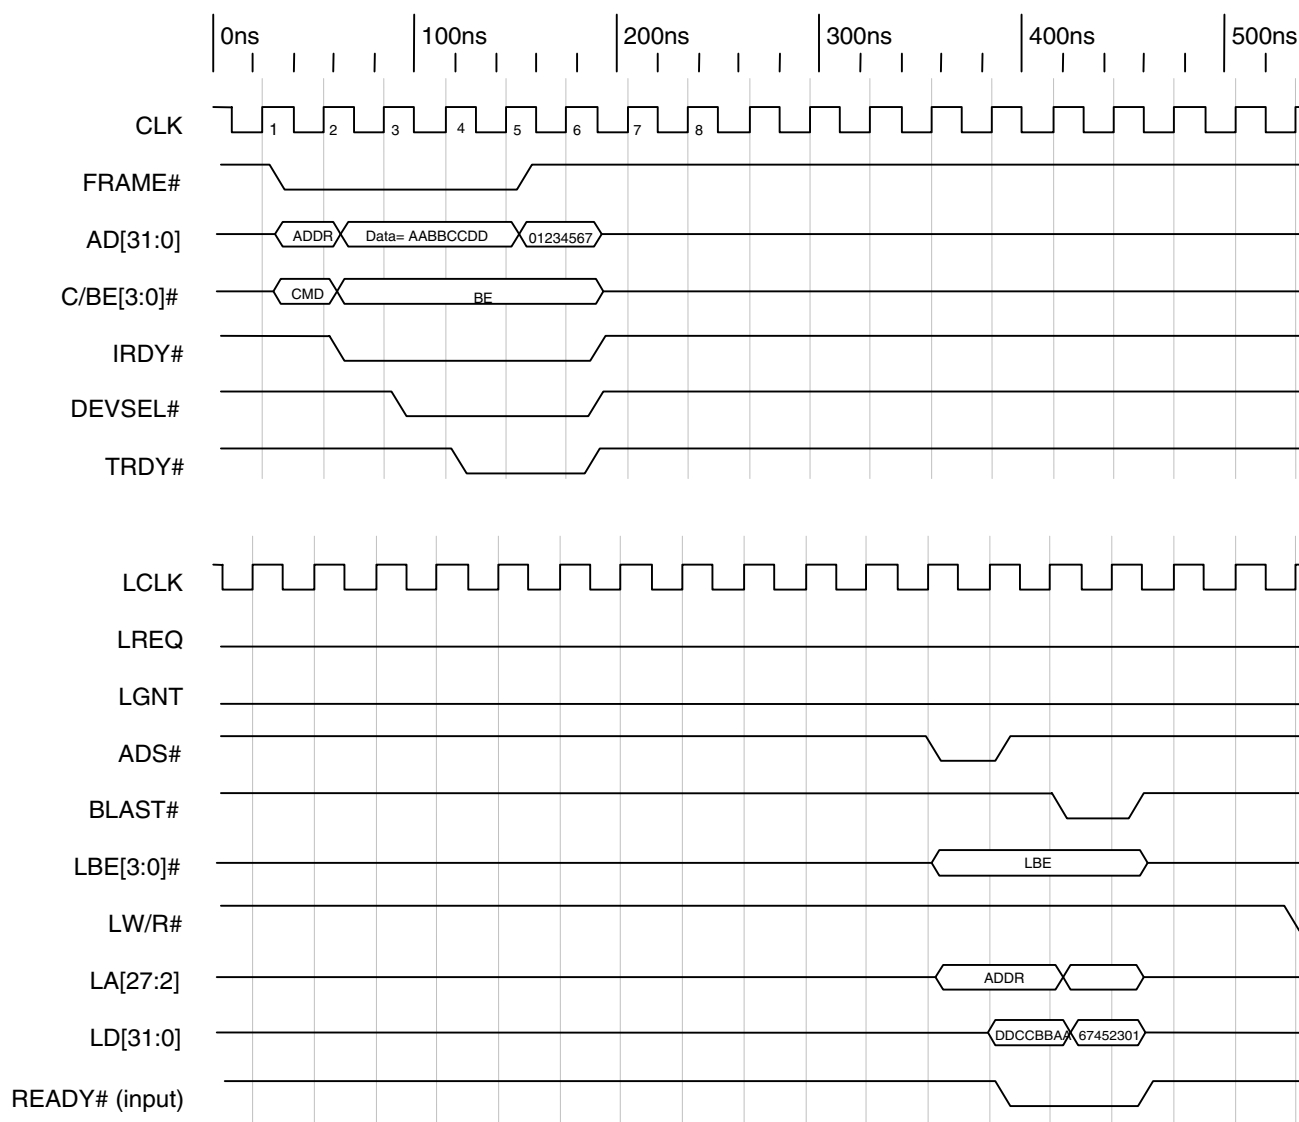 0ns 100ns 200ns 300ns 400ns 500ns
CLK 1 2 3 4 5 6 7 8
FRAME#
AD[31:0] ADDR Data= AABBCCDD 01234567
C/BE[3:0]# CMD BE
IRDY#
DEVSEL#
TRDY#
LCLK
LREQ
LGNT
ADS#
BLAST#
LBE[3:0]# LBE
LW/R#
LA[27:2] ADDR
LD[31:0] DDCCBBAA 67452301
READY# (input)